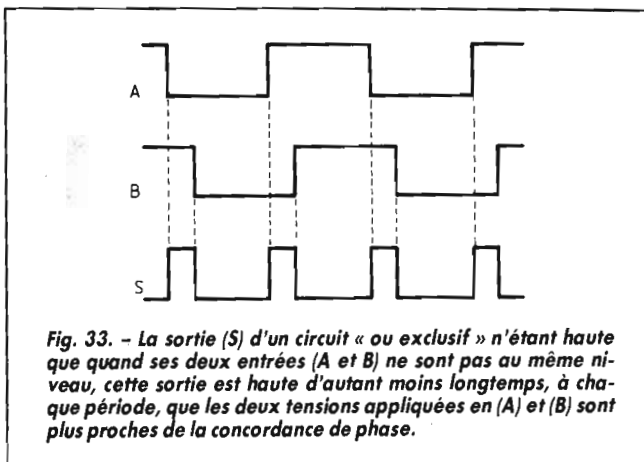 A
B
S
Fig. 33. – La sortie (S) d'un circuit « ou exclusif » n'étant haute
que quand ses deux entrées (A et B) ne sont pas au même ni-
veau, cette sortie est haute d'autant moins longtemps, à cha-
que période, que les deux tensions appliquées en (A) et (B) sont
plus proches de la concordance de phase.